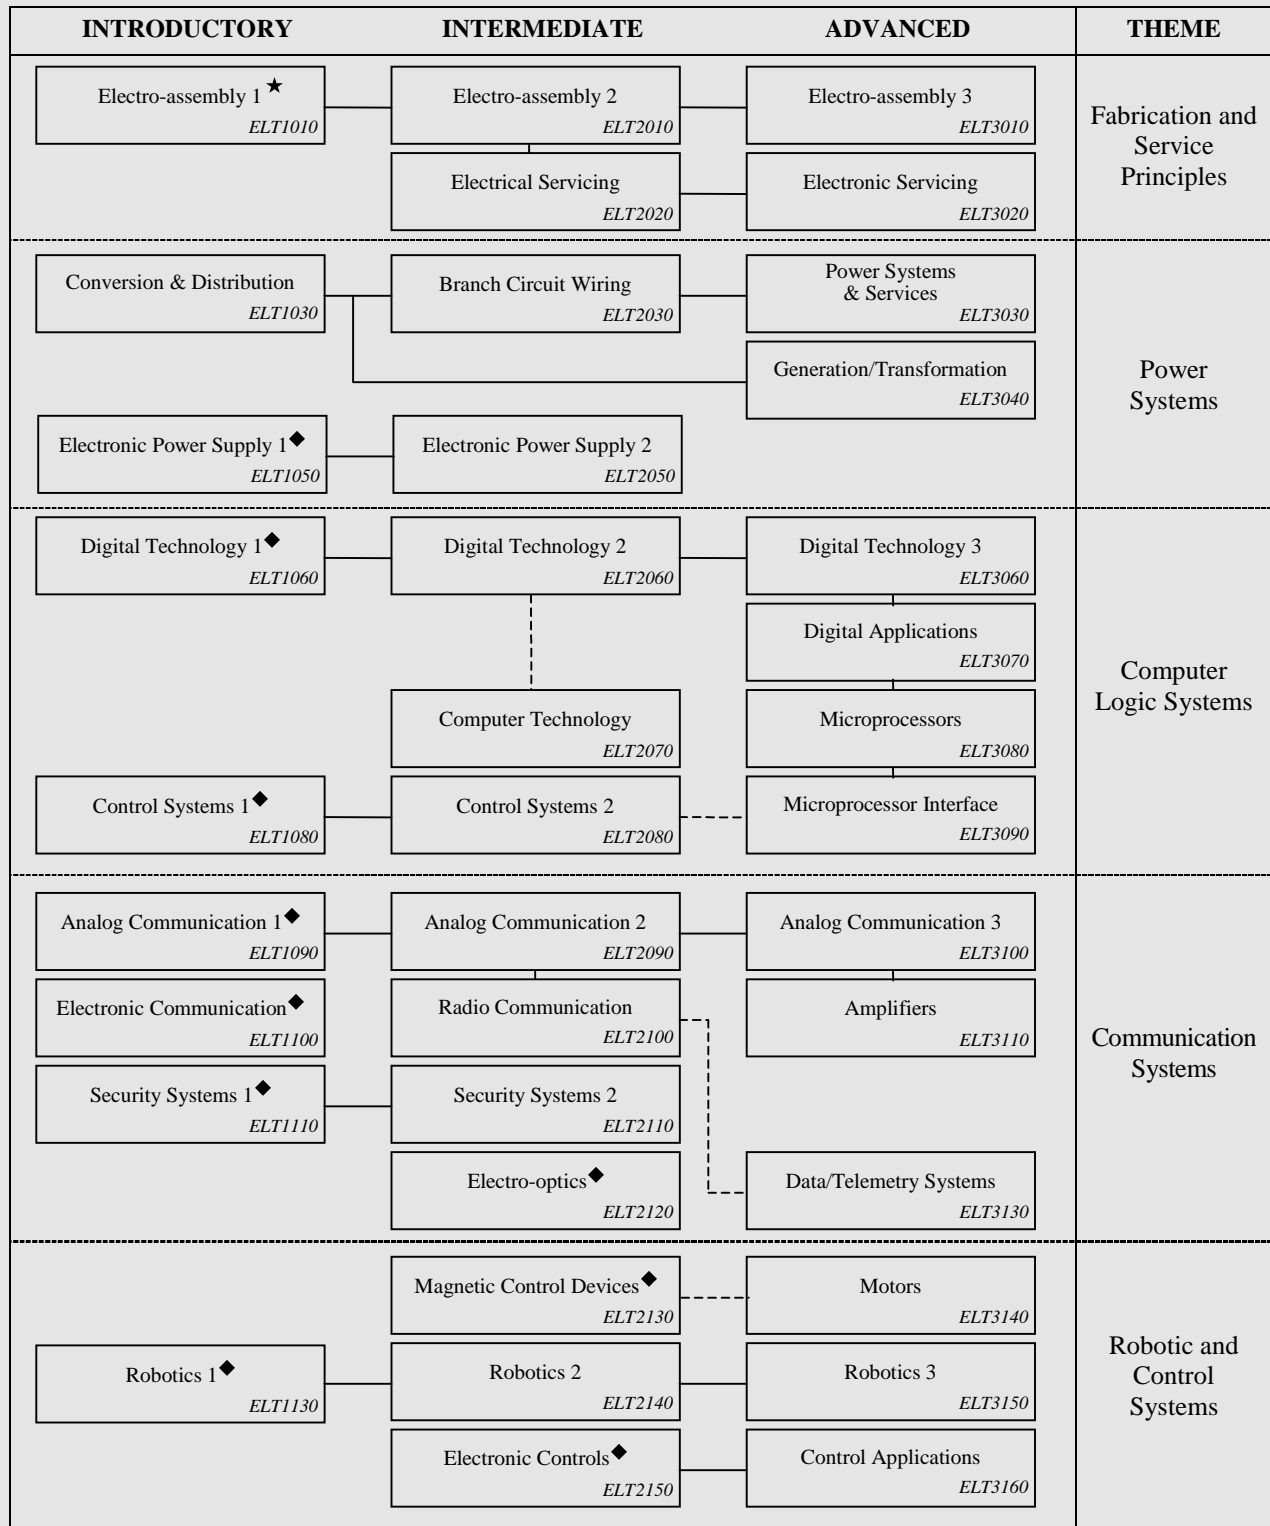 INTRODUCTORY INTERMEDIATE ADVANCED THEME
Electro-assembly 1★ Electro-assembly 2 Electro-assembly 3
ELT1010 ELT2010 ELT3010
Fabrication and
Service
Principles
Electrical Servicing Electronic Servicing
ELT2020 ELT3020
Conversion & Distribution Branch Circuit Wiring Power Systems
& Services
ELT1030 ELT2030 ELT3030
Generation/Transformation
ELT3040
Power
Systems
Electronic Power Supply 1◆ Electronic Power Supply 2
ELT1050 ELT2050
Digital Technology 1◆ Digital Technology 2 Digital Technology 3
ELT1060 ELT2060 ELT3060
Digital Applications
ELT3070
Computer
Logic Systems
Computer Technology Microprocessors
ELT2070 ELT3080
Control Systems 1◆ Control Systems 2 Microprocessor Interface
ELT1080 ELT2080 ELT3090
Analog Communication 1◆ Analog Communication 2 Analog Communication 3
ELT1090 ELT2090 ELT3100
Electronic Communication◆ Radio Communication Amplifiers
ELT1100 ELT2100 ELT3110
Communication
Systems
Security Systems 1◆ Security Systems 2
ELT1110 ELT2110
Electro-optics◆ Data/Telemetry Systems
ELT2120 ELT3130
Magnetic Control Devices◆ Motors
ELT2130 ELT3140
Robotics 1◆ Robotics 2 Robotics 3
ELT1130 ELT2140 ELT3150
Robotic and
Control
Systems
Electronic Controls◆ Control Applications
ELT2150 ELT3160